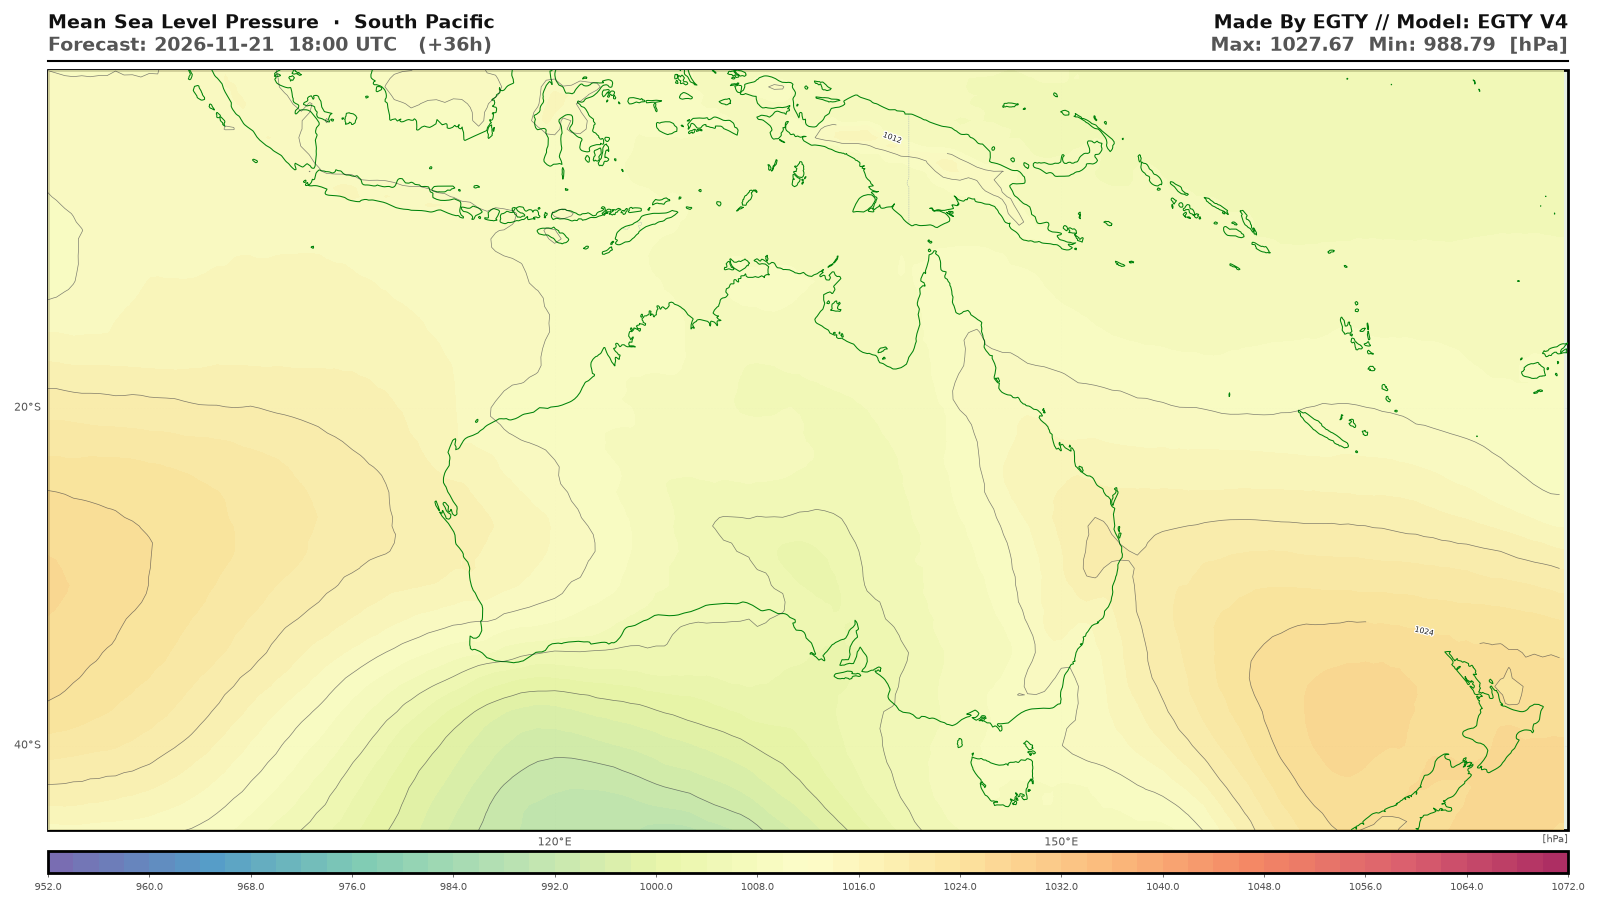 Mean Sea Level Pressure · South Pacific
Made By EGTY // Model: EGTY V4
Forecast: 2026-11-21 18:00 UTC (+36h)
Max: 1027.67 Min: 988.79 [hPa]
1012
20°S
1024
40°S
120°E
150°E
[hPa]
952.0 960.0 968.0 976.0 984.0 992.0 1000.0 1008.0 1016.0 1024.0 1032.0 1040.0 1048.0 1056.0 1064.0 1072.0